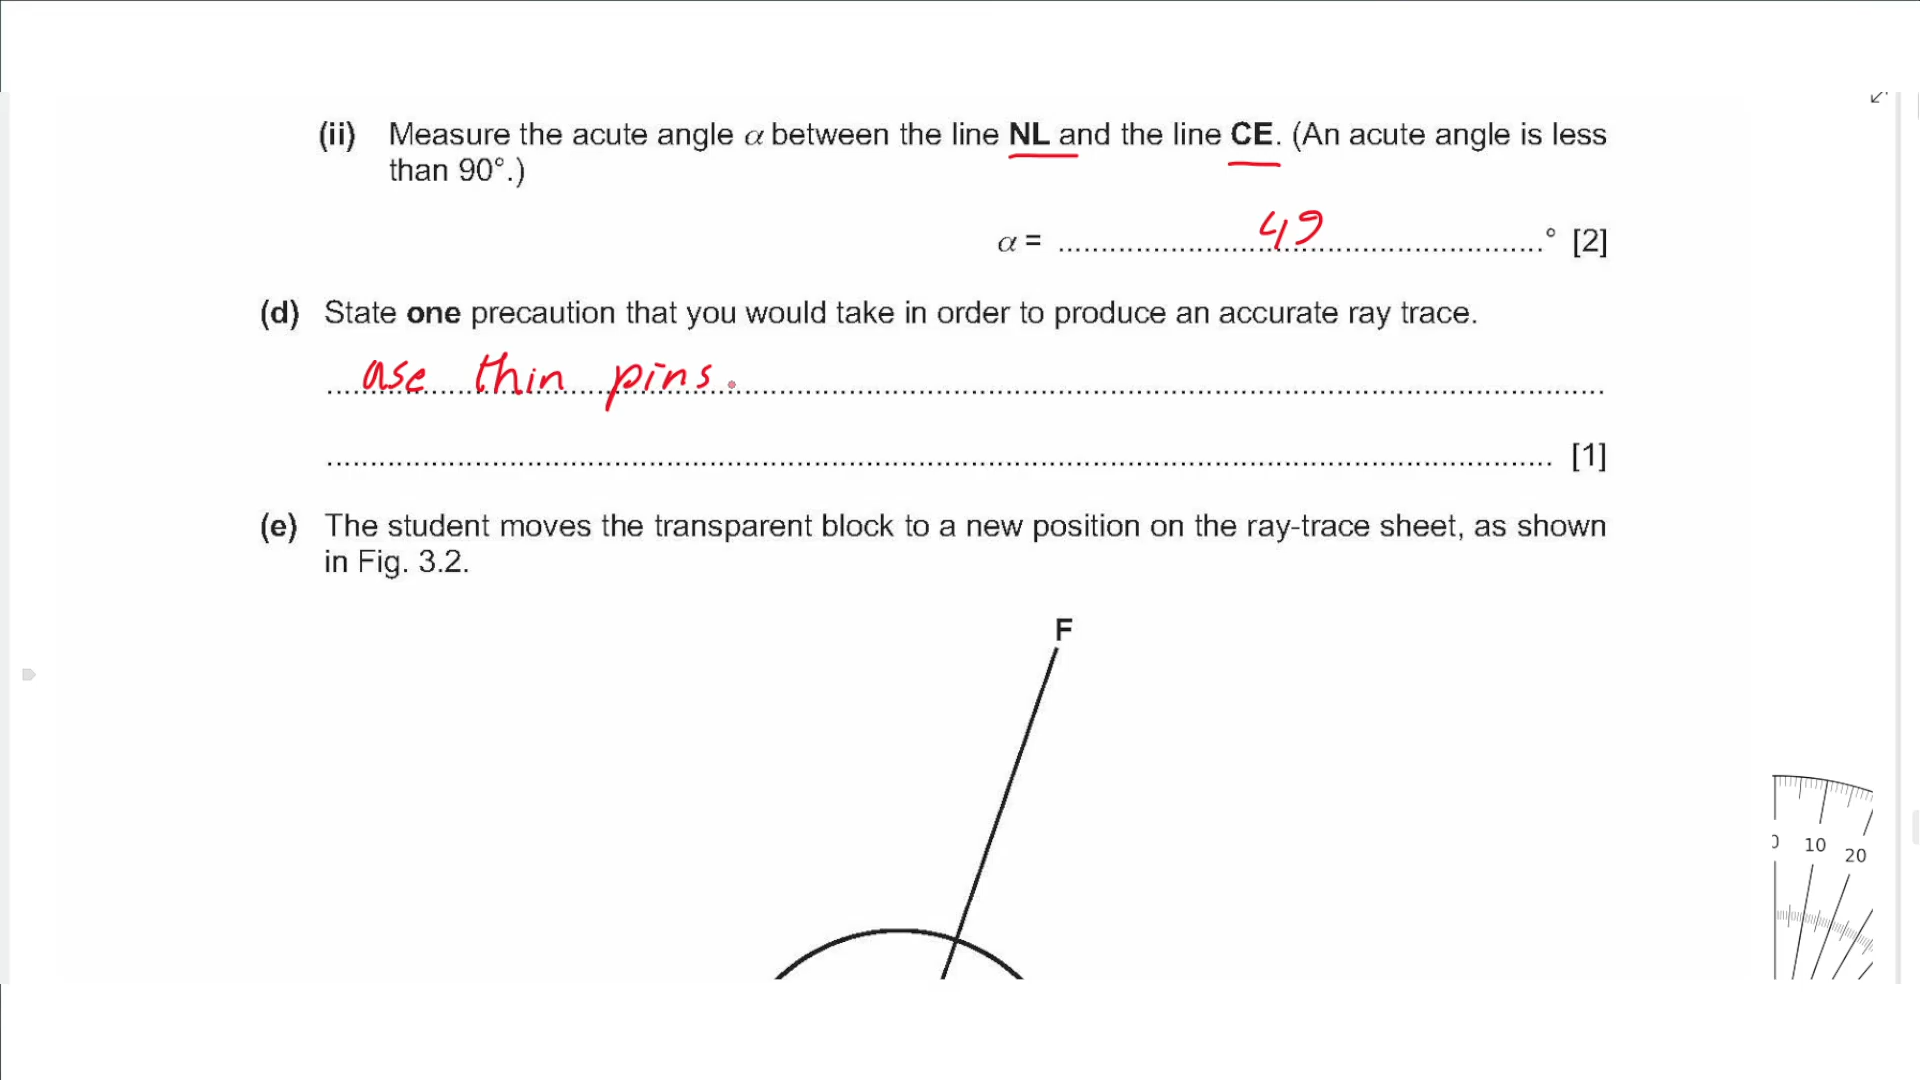 (ii) Measure the acute angle α between the line NL and the line CE. (An acute angle is less
than 90°.)
α = 49 ° [2]
(d) State one precaution that you would take in order to produce an accurate ray trace.
use thin pins.
[1]
(e) The student moves the transparent block to a new position on the ray-trace sheet, as shown
in Fig. 3.2.
F
0 10 20